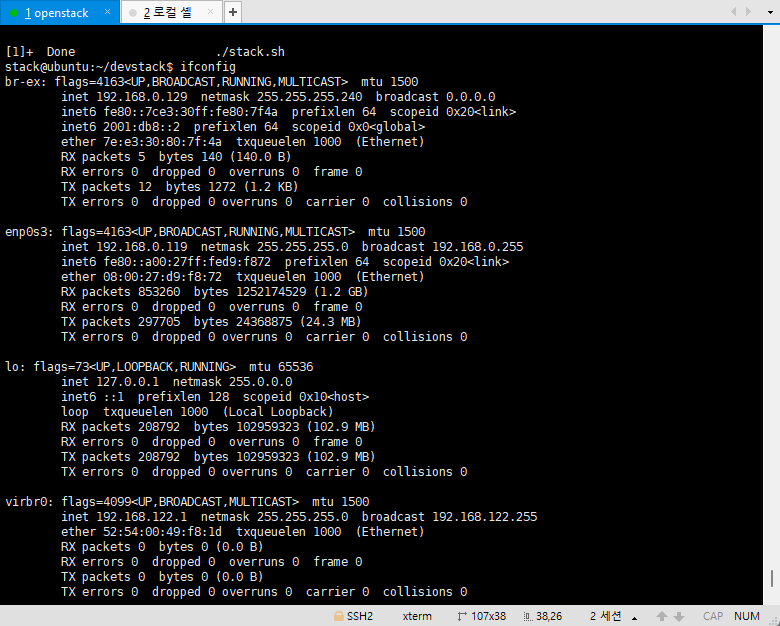 1 openstack × 2 로컬 셸 × +
[1]+  Done                    ./stack.sh
stack@ubuntu:~/devstack$ ifconfig
br-ex: flags=4163<UP,BROADCAST,RUNNING,MULTICAST>  mtu 1500
        inet 192.168.0.129  netmask 255.255.255.240  broadcast 0.0.0.0
        inet6 fe80::7ce3:30ff:fe80:7f4a  prefixlen 64  scopeid 0x20<link>
        inet6 2001:db8::2  prefixlen 64  scopeid 0x0<global>
        ether 7e:e3:30:80:7f:4a  txqueuelen 1000  (Ethernet)
        RX packets 5  bytes 140 (140.0 B)
        RX errors 0  dropped 0  overruns 0  frame 0
        TX packets 12  bytes 1272 (1.2 KB)
        TX errors 0  dropped 0 overruns 0  carrier 0  collisions 0

enp0s3: flags=4163<UP,BROADCAST,RUNNING,MULTICAST>  mtu 1500
        inet 192.168.0.119  netmask 255.255.255.0  broadcast 192.168.0.255
        inet6 fe80::a00:27ff:fed9:f872  prefixlen 64  scopeid 0x20<link>
        ether 08:00:27:d9:f8:72  txqueuelen 1000  (Ethernet)
        RX packets 853260  bytes 1252174529 (1.2 GB)
        RX errors 0  dropped 0  overruns 0  frame 0
        TX packets 297705  bytes 24368875 (24.3 MB)
        TX errors 0  dropped 0 overruns 0  carrier 0  collisions 0

lo: flags=73<UP,LOOPBACK,RUNNING>  mtu 65536
        inet 127.0.0.1  netmask 255.0.0.0
        inet6 ::1  prefixlen 128  scopeid 0x10<host>
        loop  txqueuelen 1000  (Local Loopback)
        RX packets 208792  bytes 102959323 (102.9 MB)
        RX errors 0  dropped 0  overruns 0  frame 0
        TX packets 208792  bytes 102959323 (102.9 MB)
        TX errors 0  dropped 0 overruns 0  carrier 0  collisions 0

virbr0: flags=4099<UP,BROADCAST,MULTICAST>  mtu 1500
        inet 192.168.122.1  netmask 255.255.255.0  broadcast 192.168.122.255
        ether 52:54:00:49:f8:1d  txqueuelen 1000  (Ethernet)
        RX packets 0  bytes 0 (0.0 B)
        RX errors 0  dropped 0  overruns 0  frame 0
        TX packets 0  bytes 0 (0.0 B)
        TX errors 0  dropped 0 overruns 0  carrier 0  collisions 0
SSH2 xterm 107x38 38,26 2 세션 CAP NUM